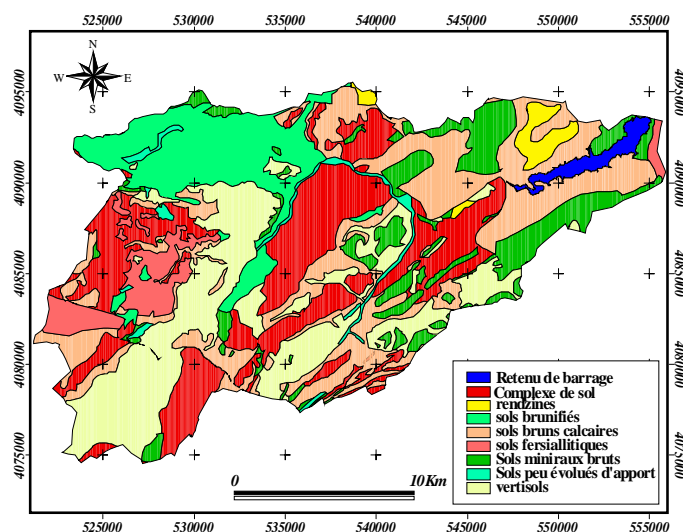 525000 530000 535000 540000 545000 550000 555000
N
W E
S
4095000 4095000
4090000 4090000
4085000 4085000
4080000 4080000
4075000 4075000
Retenu de barrage
Complexe de sol
rendzines
sols brunifiés
sols bruns calcaires
sols fersiallitiques
Sols miniraux bruts
Sols peu évolués d'apport
vertisols
0 10Km
525000 530000 535000 540000 545000 550000 555000